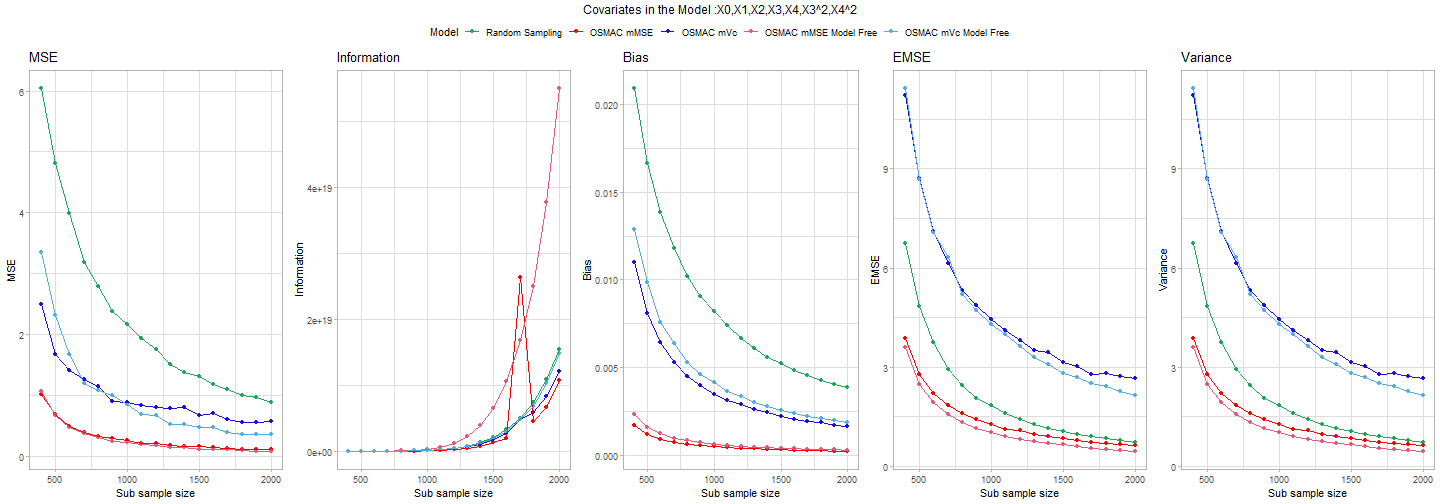 Covariates in the Model :X0,X1,X2,X3,X4,X3^2,X4^2
Model Random Sampling OSMAC mMSE OSMAC mVc OSMAC mMSE Model Free OSMAC mVc Model Free
MSE
MSE
6
4
2
0
500 1000 1500 2000
Sub sample size
Information
Information
4e+19
2e+19
0e+00
500 1000 1500 2000
Sub sample size
Bias
Bias
0.020
0.015
0.010
0.005
0.000
500 1000 1500 2000
Sub sample size
EMSE
EMSE
9
6
3
0
500 1000 1500 2000
Sub sample size
Variance
Variance
9
6
3
0
500 1000 1500 2000
Sub sample size